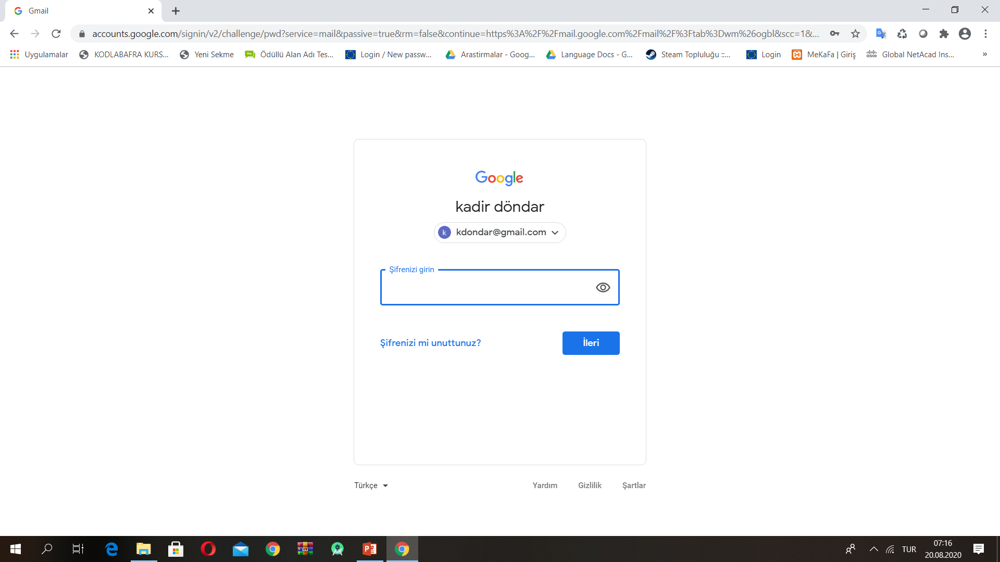 Gmail
accounts.google.com/signin/v2/challenge/pwd?service=mail&passive=true&rm=false&continue=https%3A%2F%2Fmail.google.com%2Fmail%2F%3Ftab%3Dwm%26ogbl&scc=1&...
Uygulamalar KODLABAFRA KURS... Yeni Sekme Ödüllü Alan Adı Tes... Login / New passw... Arastirmalar - Goog... Language Docs - G... Steam Topluluğu ::... Login MeKaFa | Giriş Global NetAcad Ins... »
Google
kadir döndar
k kdondar@gmail.com
Şifrenizi girin
Şifrenizi mi unuttunuz? İleri
Türkçe Yardım Gizlilik Şartlar
TUR 07:16
20.08.2020